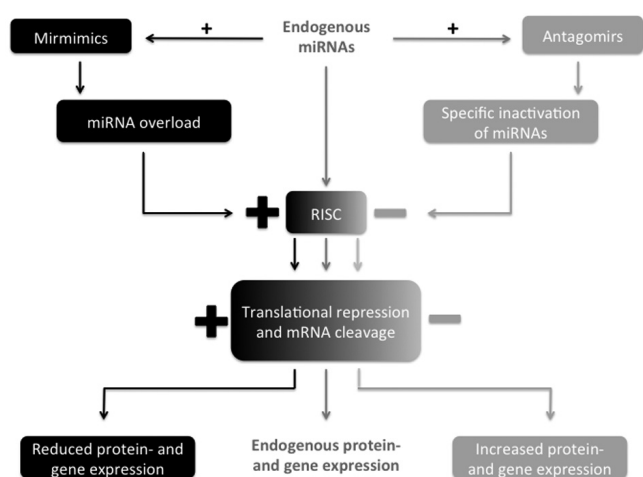 Mirmimics
+
Endogenous
miRNAs
+
Antagomirs
miRNA overload
Specific inactivation
of miRNAs
+
RISC
−
+
Translational repression
and mRNA cleavage
−
Reduced protein- and
gene expression
Endogenous protein-
and gene expression
Increased protein-
and gene expression